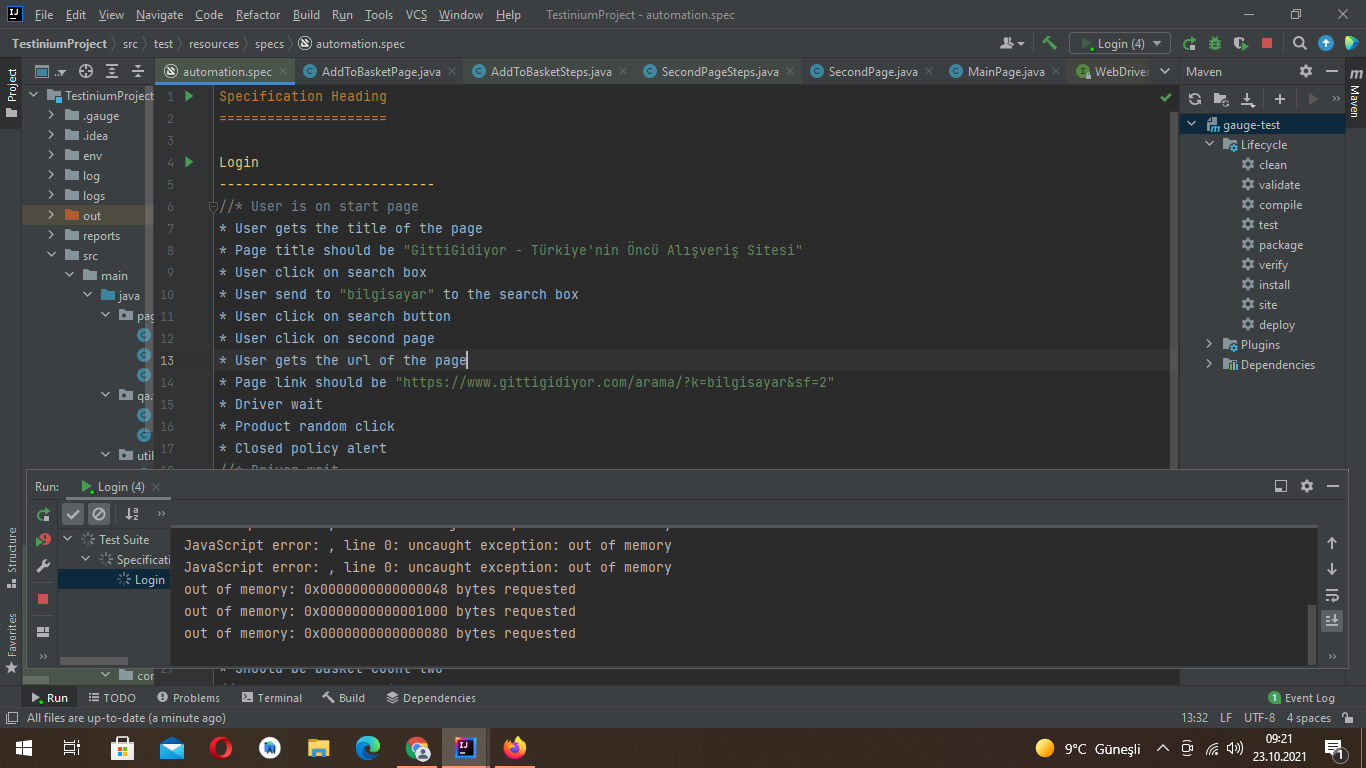 File Edit View Navigate Code Refactor Build Run Tools VCS Window Help TestiniumProject - automation.spec
TestiniumProject src test resources specs automation.spec Login (4)
Project
automation.spec AddToBasketPage.java AddToBasketSteps.java SecondPageSteps.java SecondPage.java MainPage.java WebDriver
Maven
Maven
TestiniumProject
.gauge
.idea
env
log
logs
out
reports
src
main
java
pag
qa.
util
1 Specification Heading
2 =====================
3
4 Login
5 ---------------------------
6 //* User is on start page
7 * User gets the title of the page
8 * Page title should be "GittiGidiyor - Türkiye'nin Öncü Alışveriş Sitesi"
9 * User click on search box
10 * User send to "bilgisayar" to the search box
11 * User click on search button
12 * User click on second page
13 * User gets the url of the page
14 * Page link should be "https://www.gittigidiyor.com/arama/?k=bilgisayar&sf=2"
15 * Driver wait
16 * Product random click
17 * Closed policy alert
18 //* Driver wait
gauge-test
Lifecycle
clean
validate
compile
test
package
verify
install
site
deploy
Plugins
Dependencies
Run: Login (4)
Structure
Favorites
Test Suite
Specificati
Login
JavaScript error: , line 0: uncaught exception: out of memory
JavaScript error: , line 0: uncaught exception: out of memory
out of memory: 0x0000000000000048 bytes requested
out of memory: 0x0000000000001000 bytes requested
out of memory: 0x0000000000000080 bytes requested
cor
27 * Should be basket count two
Run TODO Problems Terminal Build Dependencies 1 Event Log
All files are up-to-date (a minute ago) 13:32 LF UTF-8 4 spaces
9°C Güneşli
09:21
23.10.2021
1